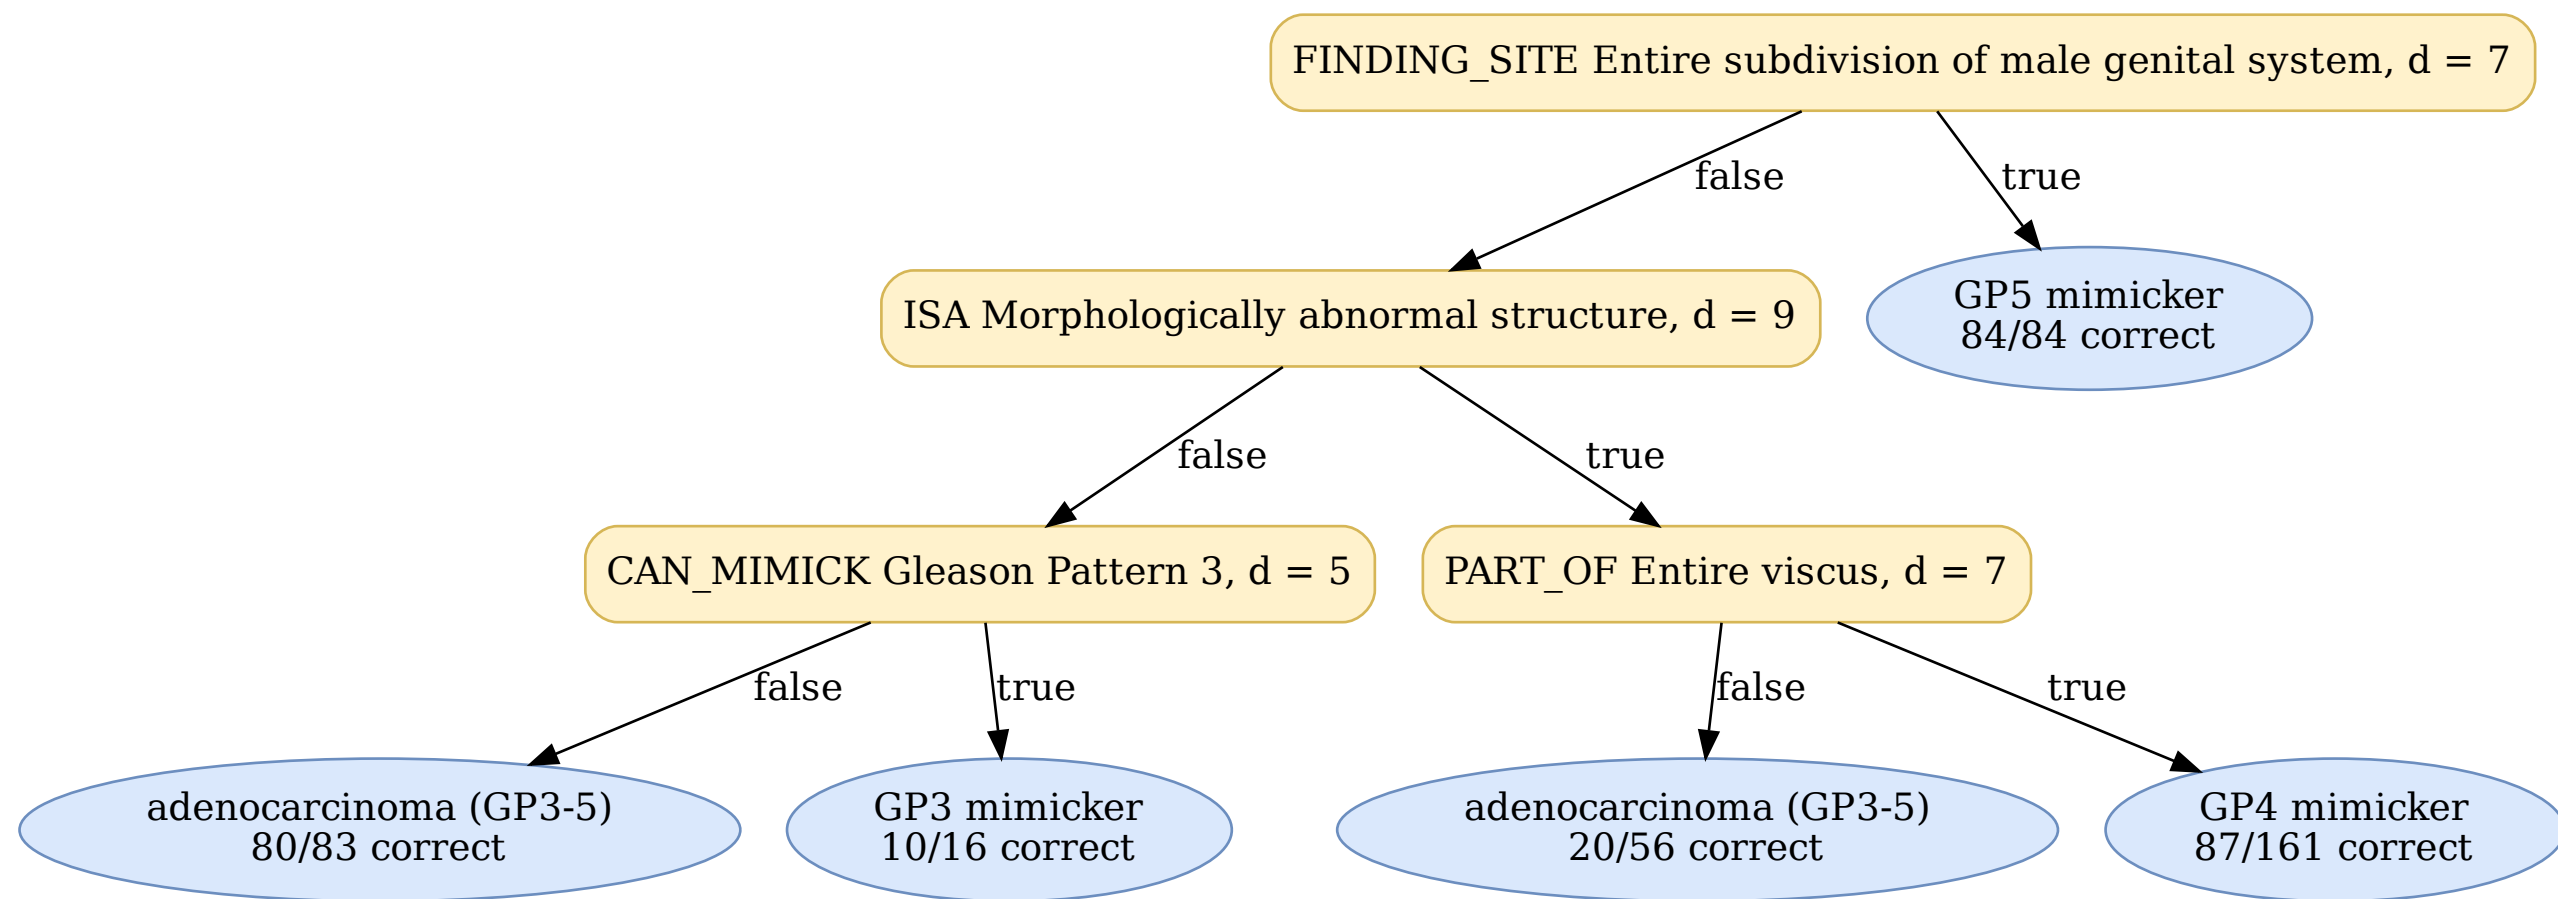 FINDING_SITE Entire subdivision of male genital system, d = 7
false
true
ISA Morphologically abnormal structure, d = 9
GP5 mimicker
84/84 correct
false
true
CAN_MIMICK Gleason Pattern 3, d = 5
PART_OF Entire viscus, d = 7
false
true
false
true
adenocarcinoma (GP3-5)
80/83 correct
GP3 mimicker
10/16 correct
adenocarcinoma (GP3-5)
20/56 correct
GP4 mimicker
87/161 correct